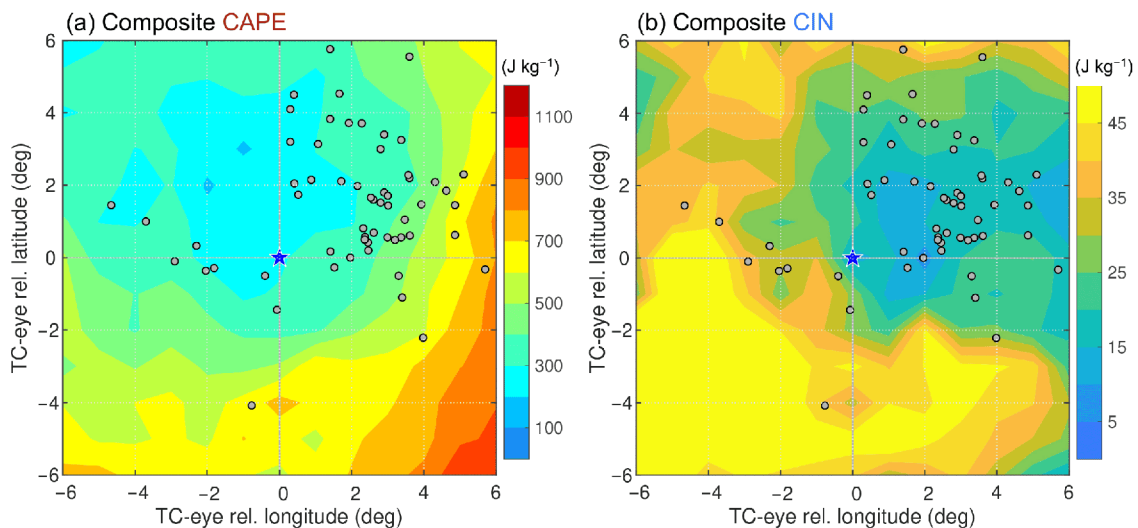 (a) Composite CAPE
(b) Composite CIN
(J kg⁻¹)
(J kg⁻¹)
6
4
2
0
−2
−4
−6
TC-eye rel. latitude (deg)
−6 −4 −2 0 2 4 6
TC-eye rel. longitude (deg)
1100
900
700
500
300
100
6
4
2
0
−2
−4
−6
TC-eye rel. latitude (deg)
−6 −4 −2 0 2 4 6
TC-eye rel. longitude (deg)
45
35
25
15
5